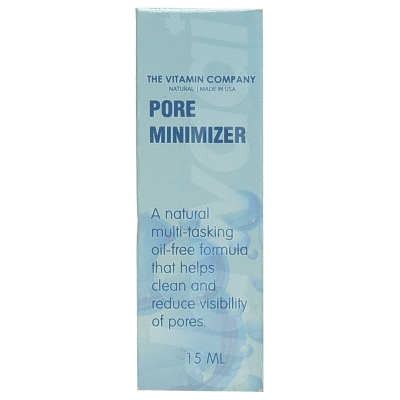 THE VITAMIN COMPANY
NATURAL | MADE IN USA
PORE
MINIMIZER
A natural
multi-tasking
oil-free formula
that helps
clean and
reduce visibility
of pores.
15 ML